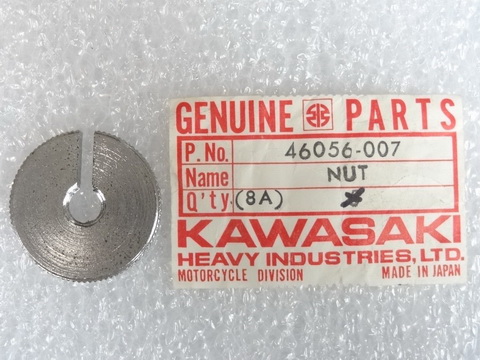 GENUINE PARTS
P. No. 46056-007
Name NUT
Q'ty (8A)
KAWASAKI
HEAVY INDUSTRIES, LTD.
MOTORCYCLE DIVISION MADE IN JAPAN